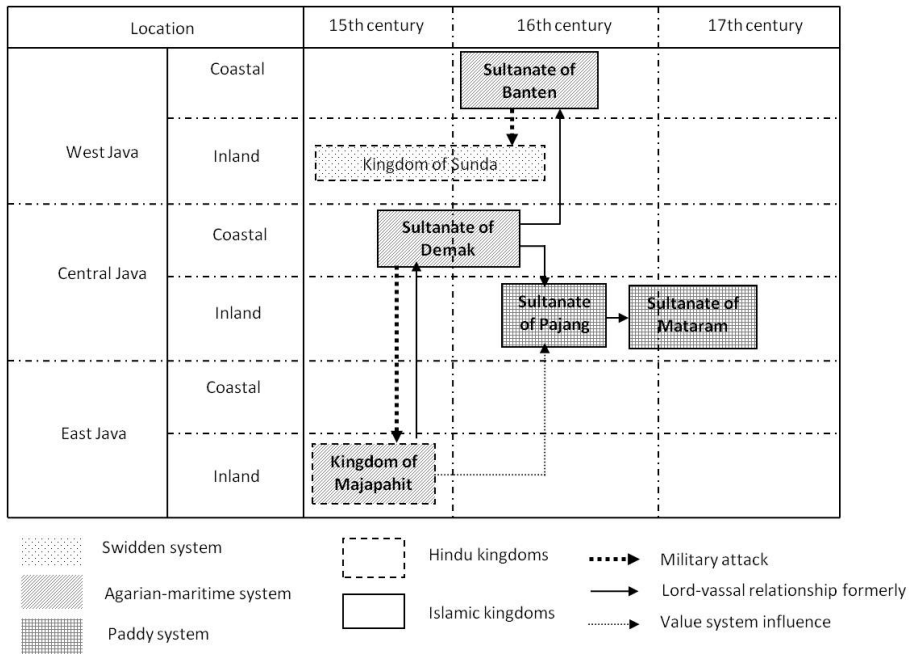 Location
15th century
16th century
17th century
West Java
Coastal
Sultanate of
Banten
Inland
Kingdom of Sunda
Central Java
Coastal
Sultanate of
Demak
Inland
Sultanate
of Pajang
Sultanate of
Mataram
East Java
Coastal
Inland
Kingdom of
Majapahit
Swidden system
Agarian-maritime system
Paddy system
Hindu kingdoms
Islamic kingdoms
Military attack
Lord-vassal relationship formerly
Value system influence